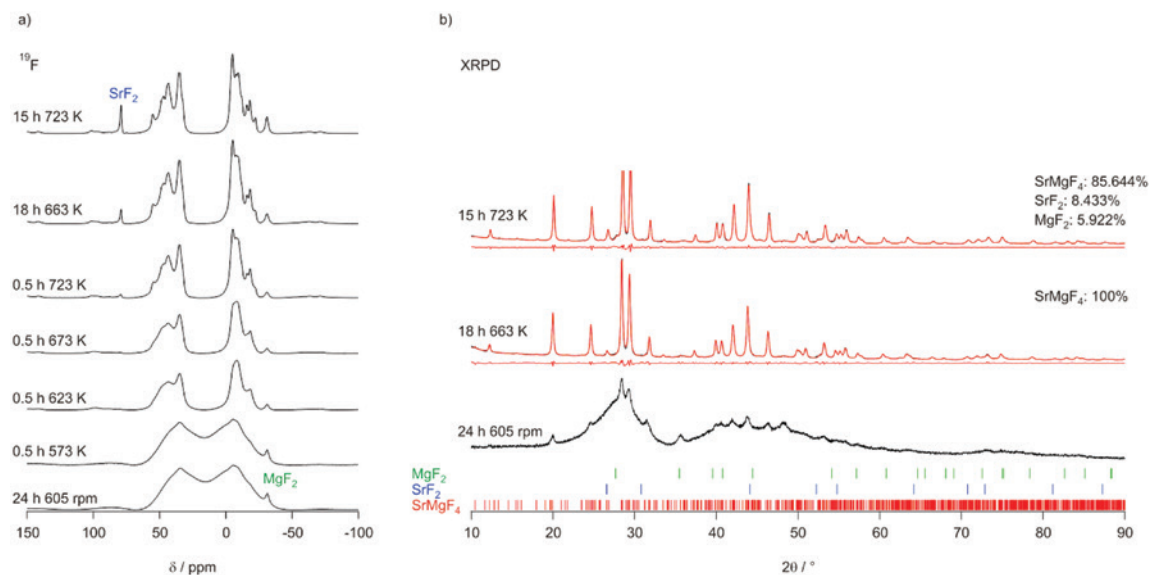 a)
¹⁹F
SrF₂
15 h 723 K
18 h 663 K
0.5 h 723 K
0.5 h 673 K
0.5 h 623 K
0.5 h 573 K
MgF₂
24 h 605 rpm
150 100 50 0 -50 -100
δ / ppm
b)
XRPD
SrMgF₄: 85.644%
SrF₂: 8.433%
MgF₂: 5.922%
15 h 723 K
SrMgF₄: 100%
18 h 663 K
24 h 605 rpm
MgF₂
SrF₂
SrMgF₄
10 20 30 40 50 60 70 80 90
2θ / °